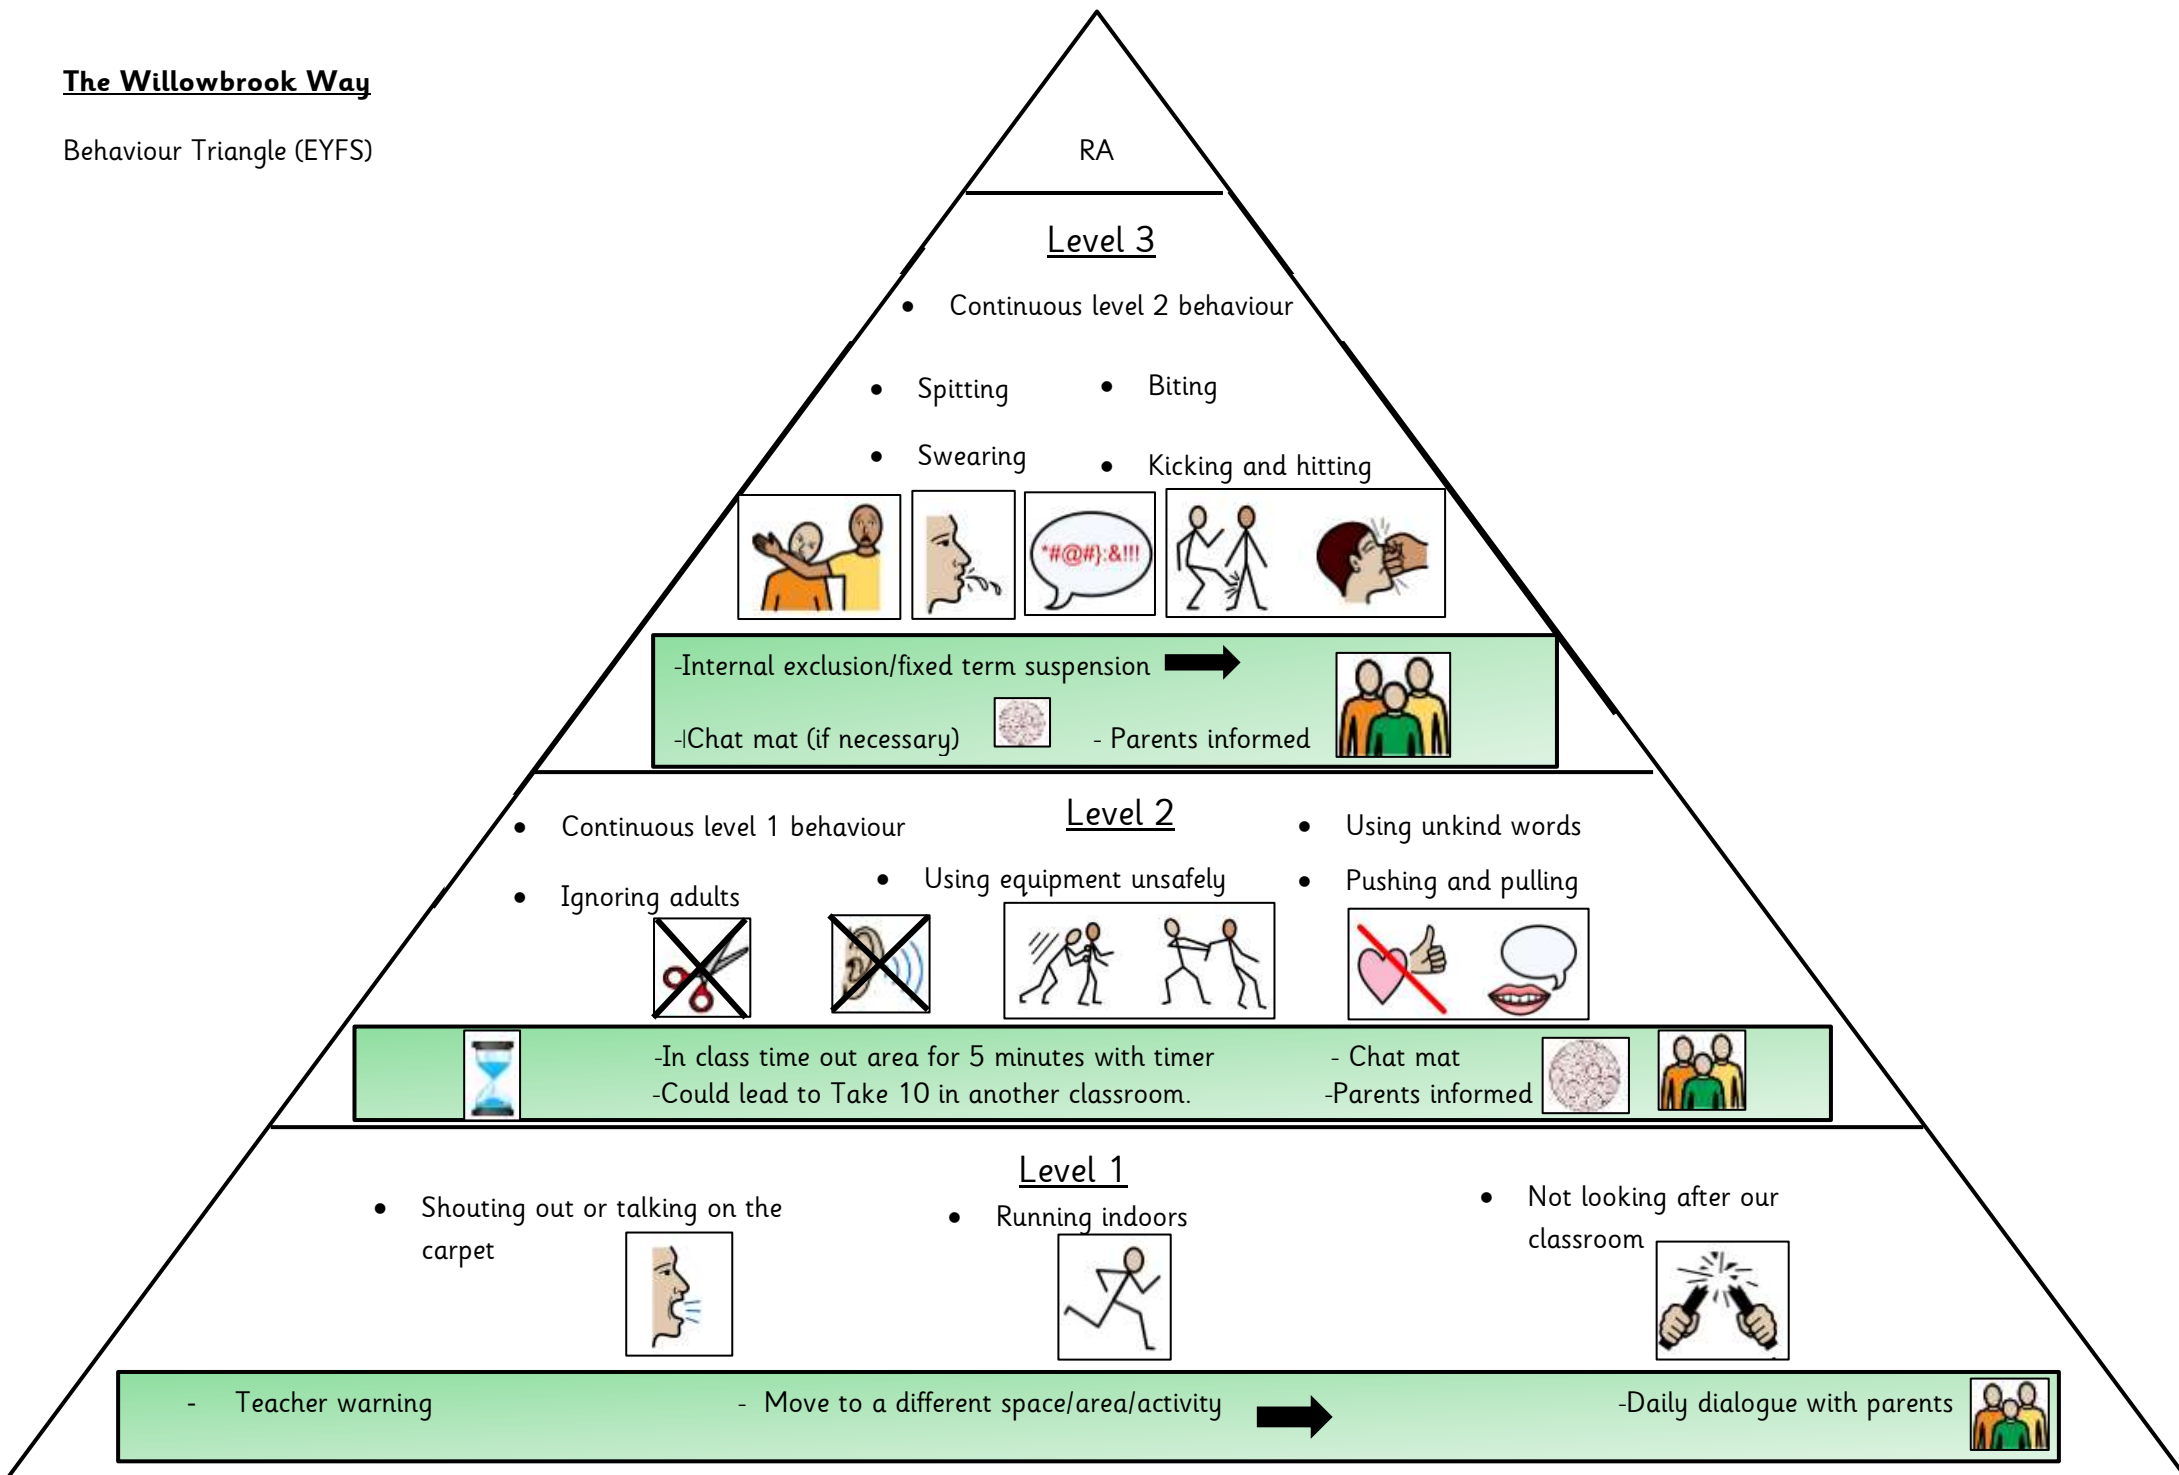 The Willowbrook Way
Behaviour Triangle (EYFS)
RA
Level 3
• Continuous level 2 behaviour
• Spitting
• Biting
• Swearing
• Kicking and hitting
*#@#}:&!!!
-Internal exclusion/fixed term suspension
-Chat mat (if necessary)
- Parents informed
Level 2
• Continuous level 1 behaviour
• Ignoring adults
• Using equipment unsafely
• Using unkind words
• Pushing and pulling
-In class time out area for 5 minutes with timer
-Could lead to Take 10 in another classroom.
- Chat mat
-Parents informed
Level 1
• Shouting out or talking on the
carpet
• Running indoors
• Not looking after our
classroom
- Teacher warning
- Move to a different space/area/activity
-Daily dialogue with parents